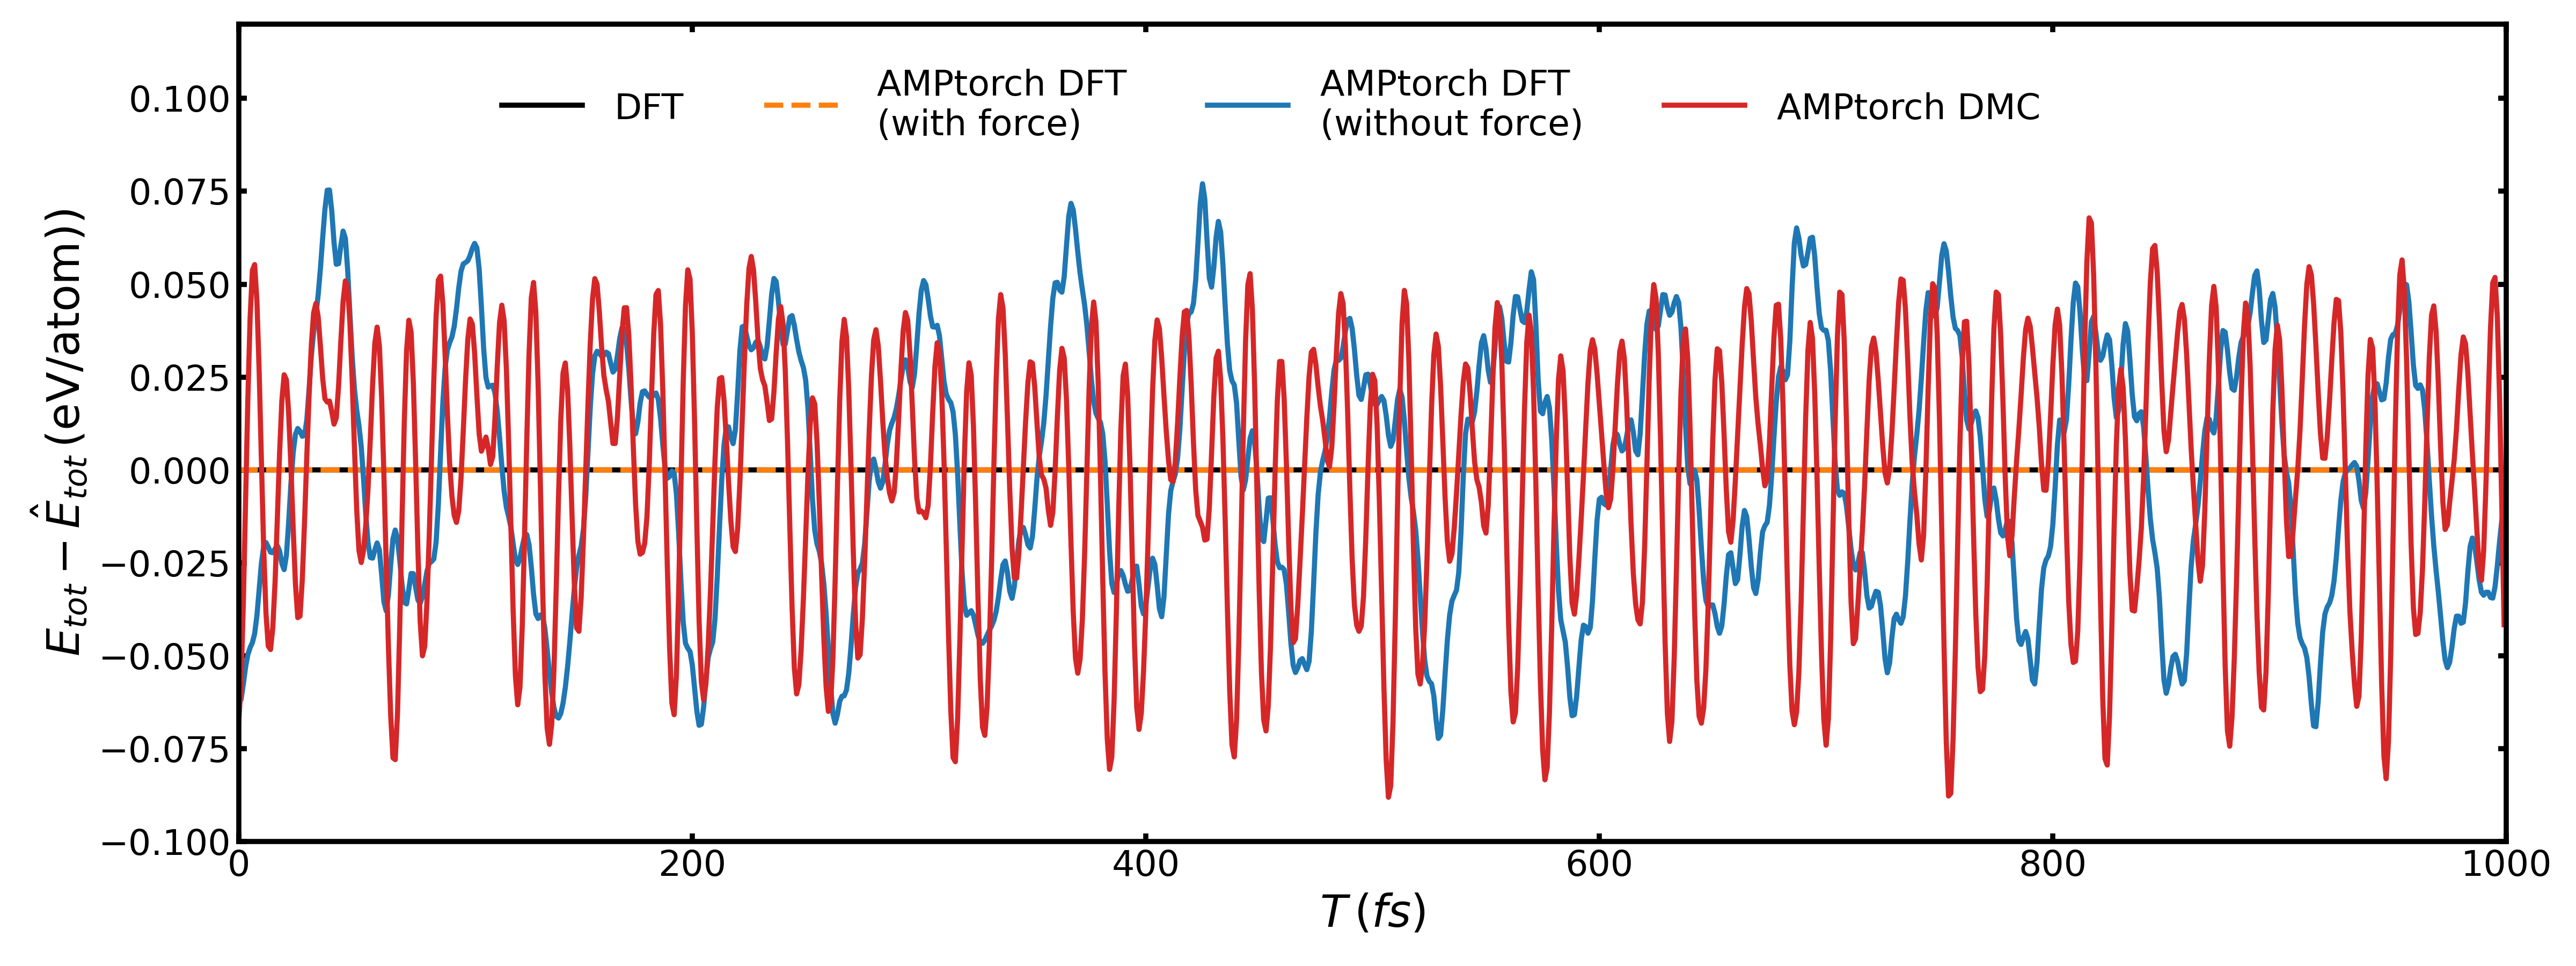 DFT
AMPtorch DFT
(with force)
AMPtorch DFT
(without force)
AMPtorch DMC
0.100
0.075
0.050
0.025
0.000
−0.025
−0.050
−0.075
−0.100
E_tot − Ê_tot (eV/atom))
0 200 400 600 800 1000
T (fs)